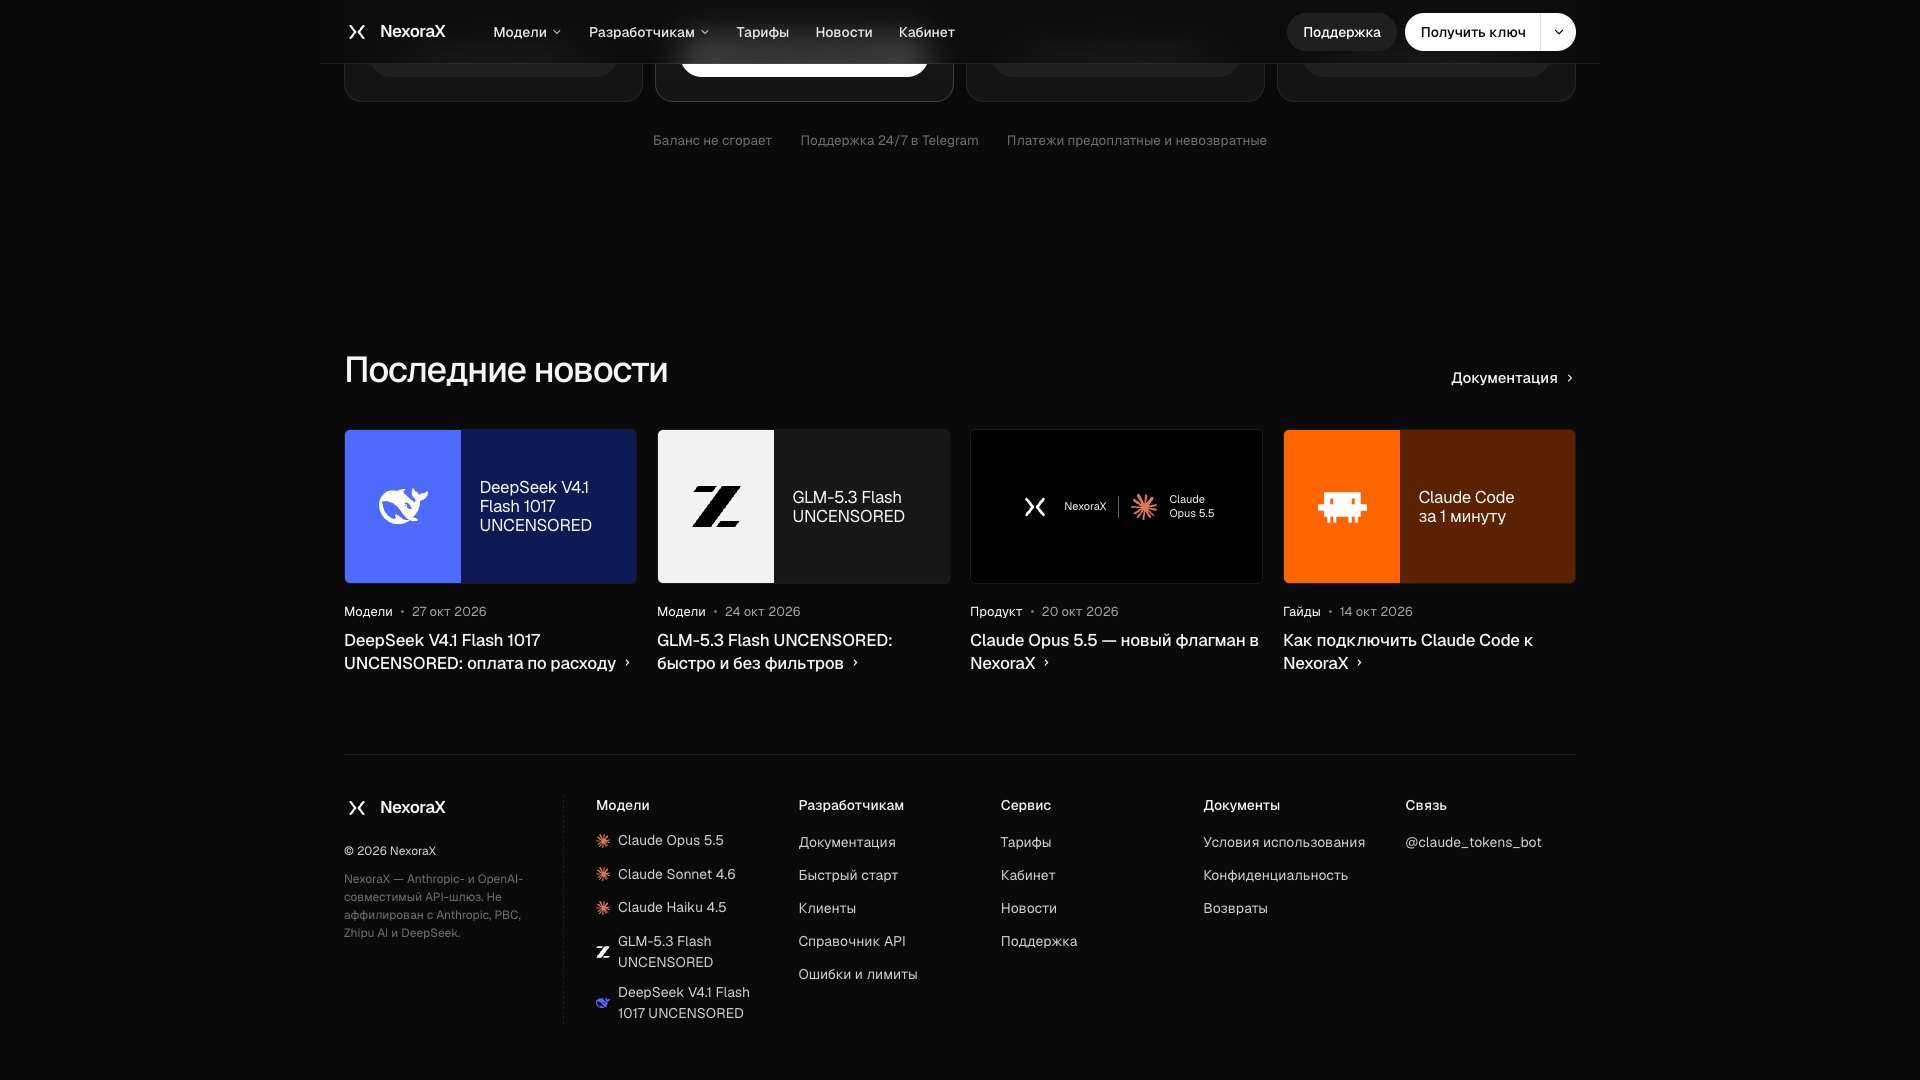 NexoraX
Модели
Разработчикам
Тарифы
Новости
Кабинет
Поддержка
Получить ключ
Баланс не сгорает
Поддержка 24/7 в Telegram
Платежи предоплатные и невозвратные
Последние новости
Документация
DeepSeek V4.1
Flash 1017
UNCENSORED
Модели • 27 окт 2026
DeepSeek V4.1 Flash 1017
UNCENSORED: оплата по расходу
GLM-5.3 Flash
UNCENSORED
Модели • 24 окт 2026
GLM-5.3 Flash UNCENSORED:
быстро и без фильтров
NexoraX
Claude
Opus 5.5
Продукт • 20 окт 2026
Claude Opus 5.5 — новый флагман в
NexoraX
Claude Code
за 1 минуту
Гайды • 14 окт 2026
Как подключить Claude Code к
NexoraX
NexoraX
© 2026 NexoraX
NexoraX — Anthropic- и OpenAI-
совместимый API-шлюз. Не
аффилирован с Anthropic, PBC,
Zhipu AI и DeepSeek.
Модели
Claude Opus 5.5
Claude Sonnet 4.6
Claude Haiku 4.5
GLM-5.3 Flash
UNCENSORED
DeepSeek V4.1 Flash
1017 UNCENSORED
Разработчикам
Документация
Быстрый старт
Клиенты
Справочник API
Ошибки и лимиты
Сервис
Тарифы
Кабинет
Новости
Поддержка
Документы
Условия использования
Конфиденциальность
Возвраты
Связь
@claude_tokens_bot